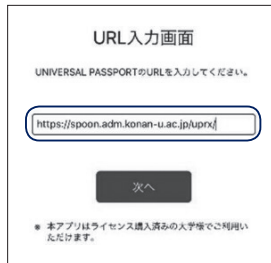 URL入力画面
UNIVERSAL PASSPORTのURLを入力してください。
https://spoon.adm.konan-u.ac.jp/uprx/
次へ
※ 本アプリはライセンス購入済みの大学様でご利用い
ただけます。